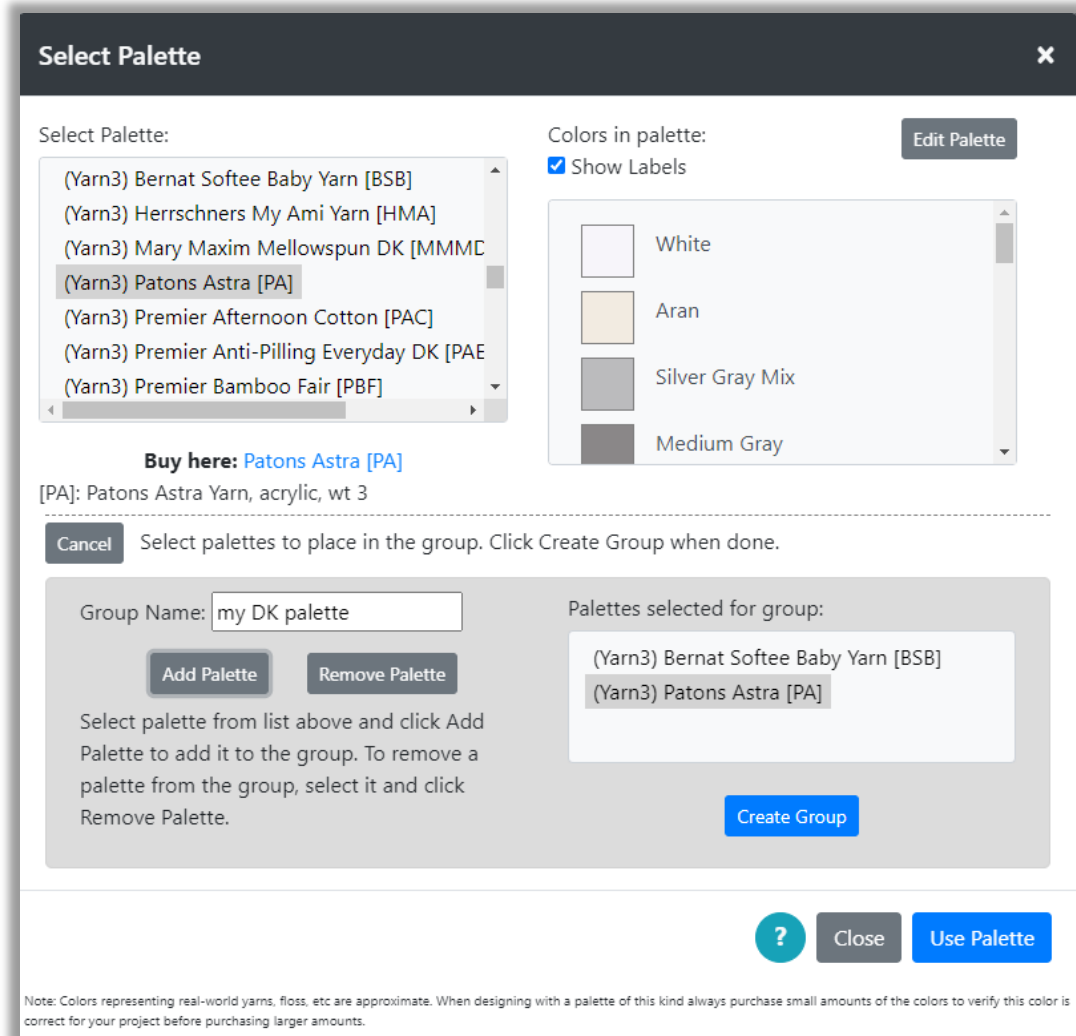 Select Palette
×
Select Palette:
(Yarn3) Bernat Softee Baby Yarn [BSB]
(Yarn3) Herrschners My Ami Yarn [HMA]
(Yarn3) Mary Maxim Mellowspun DK [MMMD
(Yarn3) Patons Astra [PA]
(Yarn3) Premier Afternoon Cotton [PAC]
(Yarn3) Premier Anti-Pilling Everyday DK [PAE
(Yarn3) Premier Bamboo Fair [PBF]
Buy here: Patons Astra [PA]
[PA]: Patons Astra Yarn, acrylic, wt 3
Colors in palette:
Edit Palette
Show Labels
White
Aran
Silver Gray Mix
Medium Gray
Cancel Select palettes to place in the group. Click Create Group when done.
Group Name: my DK palette
Add Palette Remove Palette
Select palette from list above and click Add
Palette to add it to the group. To remove a
palette from the group, select it and click
Remove Palette.
Palettes selected for group:
(Yarn3) Bernat Softee Baby Yarn [BSB]
(Yarn3) Patons Astra [PA]
Create Group
? Close Use Palette
Note: Colors representing real-world yarns, floss, etc are approximate. When designing with a palette of this kind always purchase small amounts of the colors to verify this color is
correct for your project before purchasing larger amounts.